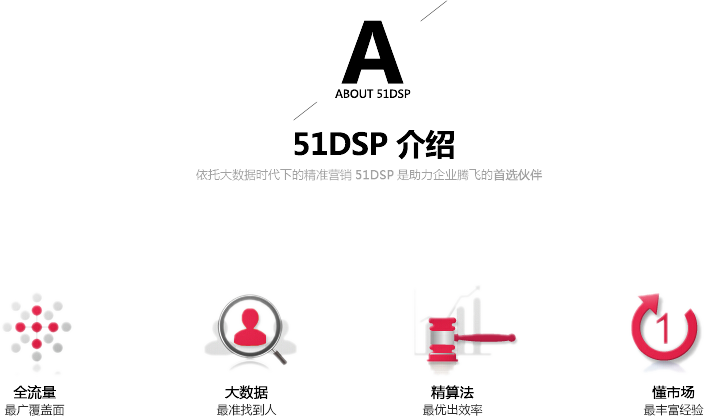 A
ABOUT 51DSP
51DSP 介绍
依托大数据时代下的精准营销 51DSP 是助力企业腾飞的首选伙伴
1
全流量 大数据 精算法 懂市场
最广覆盖面 最准找到人 最优出效率 最丰富经验